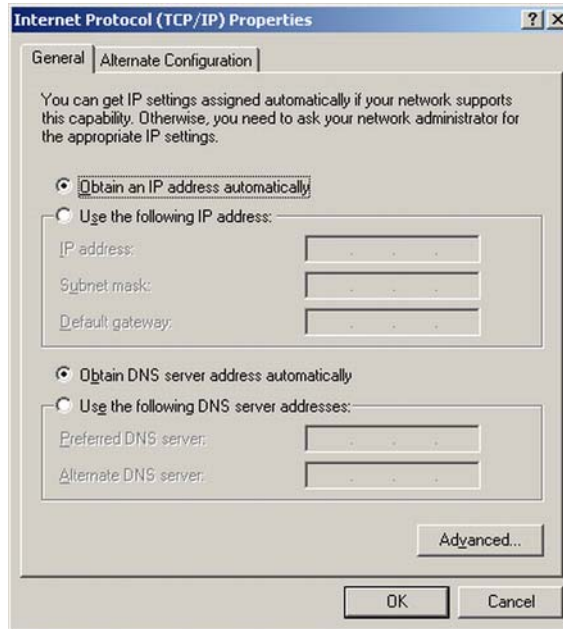 Internet Protocol (TCP/IP) Properties
General
Alternate Configuration
You can get IP settings assigned automatically if your network supports
this capability. Otherwise, you need to ask your network administrator for
the appropriate IP settings.
Obtain an IP address automatically
Use the following IP address:
IP address:
Subnet mask:
Default gateway:
Obtain DNS server address automatically
Use the following DNS server addresses:
Preferred DNS server:
Alternate DNS server:
Advanced...
OK
Cancel